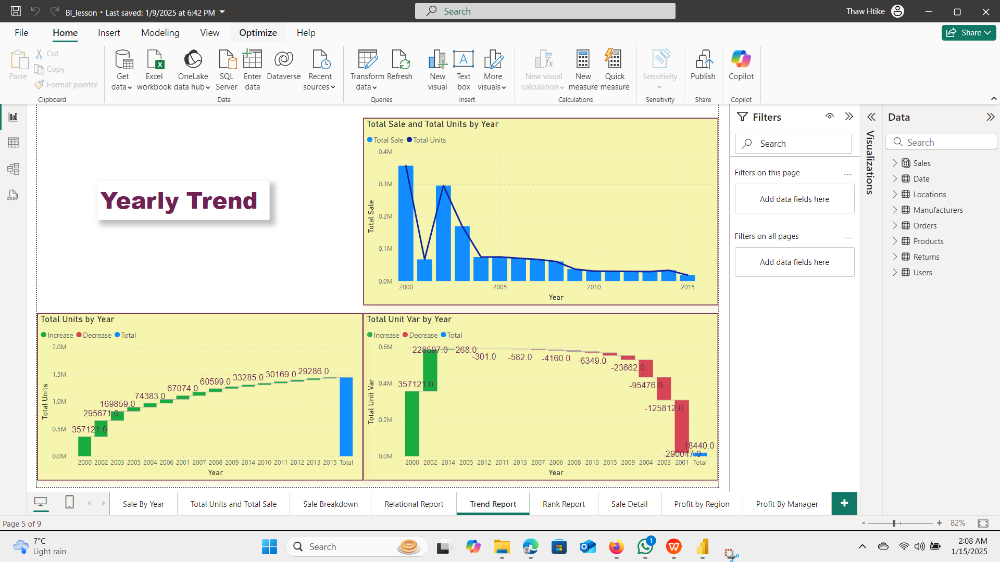 BI_lesson • Last saved: 1/9/2025 at 6:42 PM
Search
Thaw Htike
File
Home
Insert
Modeling
View
Optimize
Help
Share
Paste
Cut
Copy
Format painter
Clipboard
Get data
Excel workbook
OneLake data hub
SQL Server
Enter data
Dataverse
Recent sources
Data
Transform data
Refresh
Queries
New visual
Text box
More visuals
Insert
New visual calculation
New measure
Quick measure
Calculations
Sensitivity
Sensitivity
Publish
Share
Copilot
Copilot
Yearly Trend
Total Sale and Total Units by Year
Total Sale Total Units
0.4M
0.3M
0.2M
0.1M
0.0M
Total Sale
2000 2005 2010 2015
Year
Total Units by Year
Increase Decrease Total
2.0M
1.5M
1.0M
0.5M
0.0M
Total Units
357121.0
295671.0
169859.0
74383.0
67074.0
60599.0
33285.0
30169.0
29286.0
2000 2002 2003 2005 2004 2006 2001 2007 2008 2009 2014 2010 2011 2012 2013 2015 Total
Year
Total Unit Var by Year
Increase Decrease Total
0.6M
0.4M
0.2M
0.0M
Total Unit Var
357121.0
228597.0
-268.0
-301.0
-582.0
-4160.0
-6349.0
-23662.0
-95476.0
-125812.0
-290047.0
18440.0
2000 2002 2014 2005 2012 2011 2013 2007 2006 2008 2010 2015 2009 2004 2003 2001 Total
Year
Filters
Search
Filters on this page
...
Add data fields here
Filters on all pages
...
Add data fields here
Visualizations
Data
Search
Sales
Date
Locations
Manufacturers
Orders
Products
Returns
Users
DAX
Sale By Year
Total Units and Total Sale
Sale Breakdown
Relational Report
Trend Report
Rank Report
Sale Detail
Profit by Region
Profit By Manager
+
Page 5 of 9
- + 82%
7°C
Light rain
Search
1
2:08 AM
1/15/2025